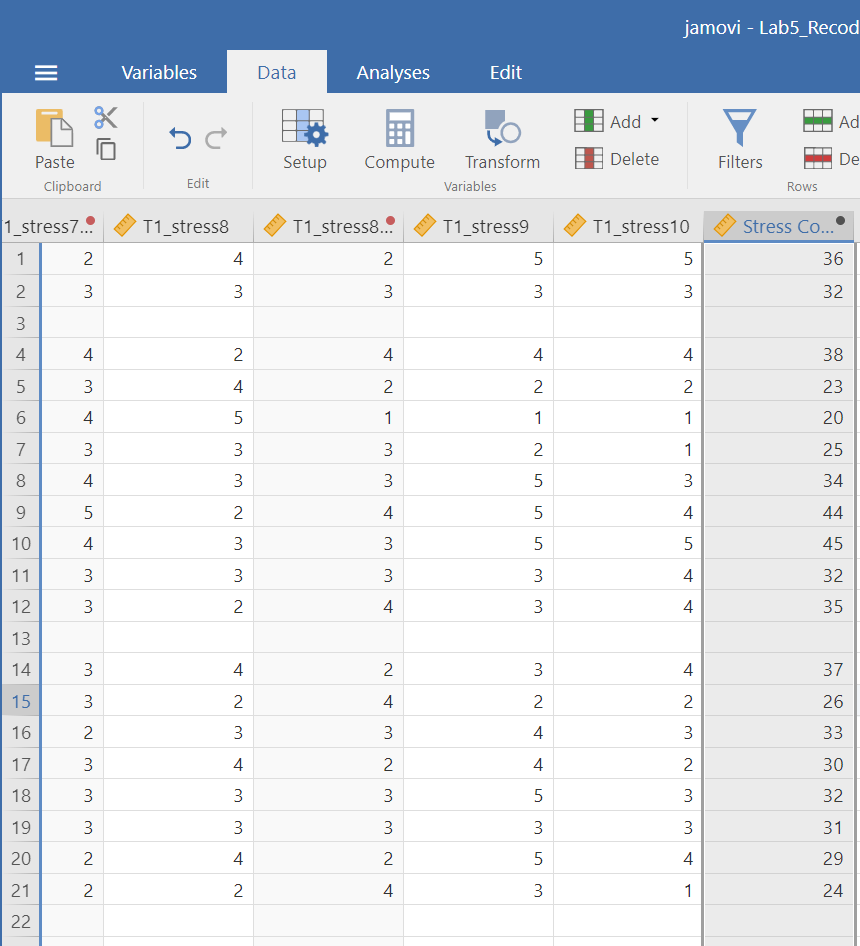 jamovi - Lab5_Recod
Variables Data Analyses Edit
Paste Setup Compute Transform Add Delete Filters Ad De
Clipboard Edit Variables Rows
1_stress7... T1_stress8 T1_stress8... T1_stress9 T1_stress10 Stress Co...
1 2 4 2 5 5 36
2 3 3 3 3 3 32
3
4 4 2 4 4 4 38
5 3 4 2 2 2 23
6 4 5 1 1 1 20
7 3 3 3 2 1 25
8 4 3 3 5 3 34
9 5 2 4 5 4 44
10 4 3 3 5 5 45
11 3 3 3 3 4 32
12 3 2 4 3 4 35
13
14 3 4 2 3 4 37
15 3 2 4 2 2 26
16 2 3 3 4 3 33
17 3 4 2 4 2 30
18 3 3 3 5 3 32
19 3 3 3 3 3 31
20 2 4 2 5 4 29
21 2 2 4 3 1 24
22